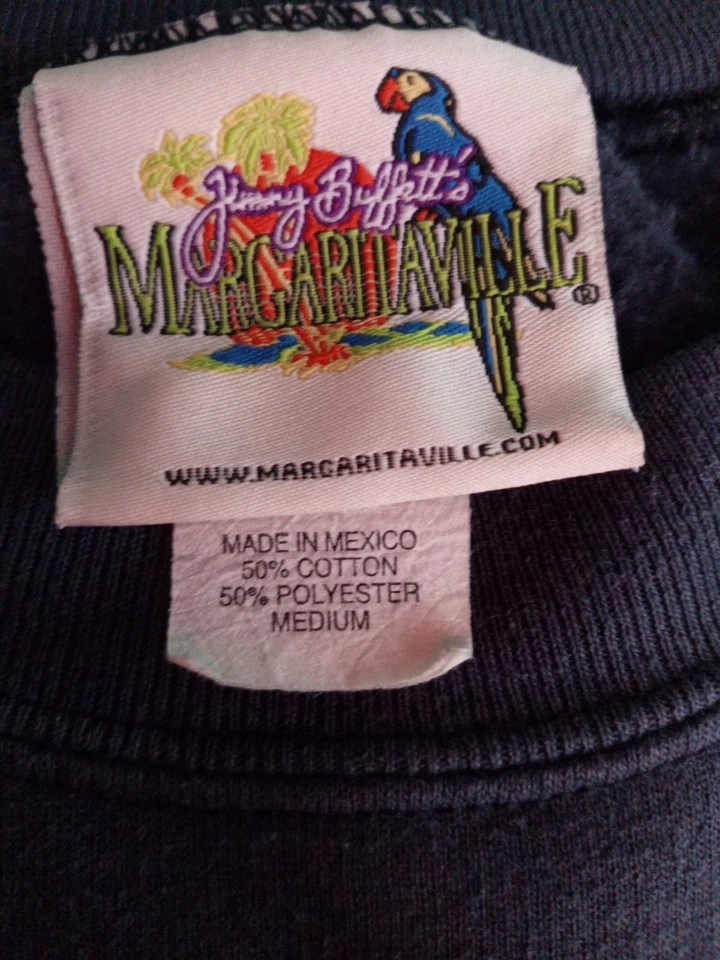 Jimmy Buffett's
MARGARITAVILLE®
WWW.MARGARITAVILLE.COM
MADE IN MEXICO
50% COTTON
50% POLYESTER
MEDIUM